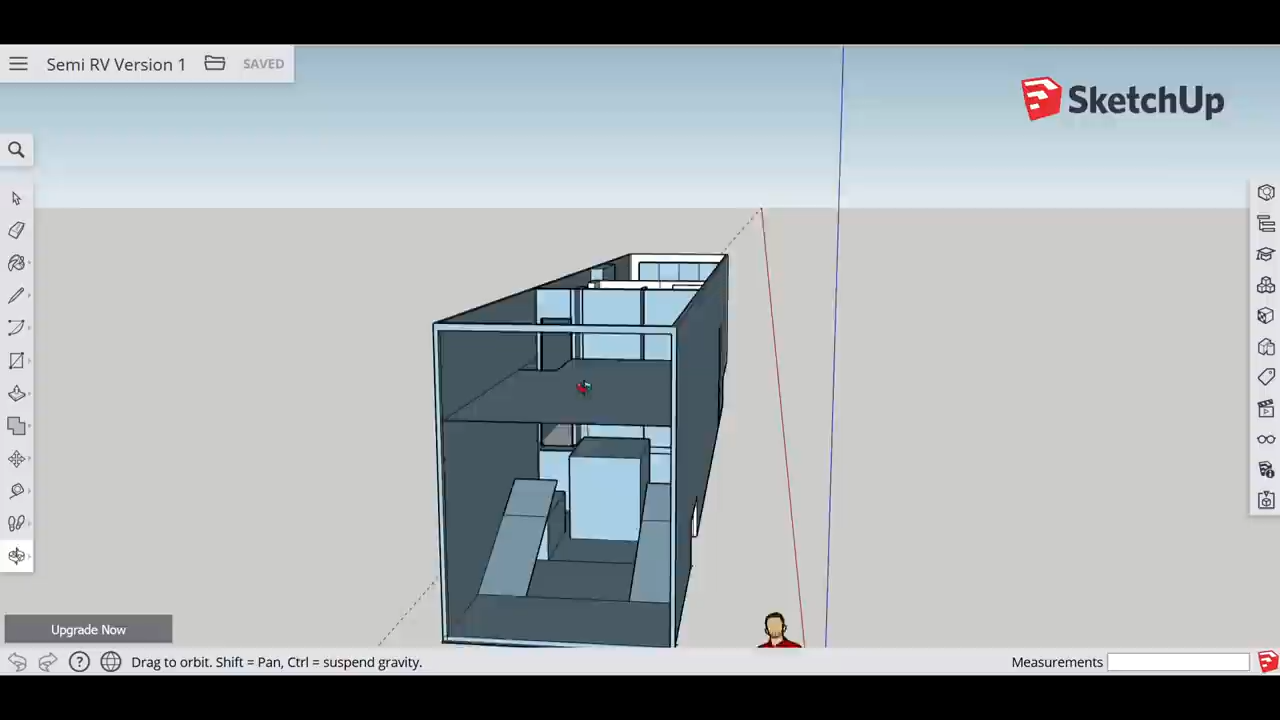 Semi RV Version 1
SAVED
SketchUp
Upgrade Now
Drag to orbit. Shift = Pan, Ctrl = suspend gravity.
Measurements